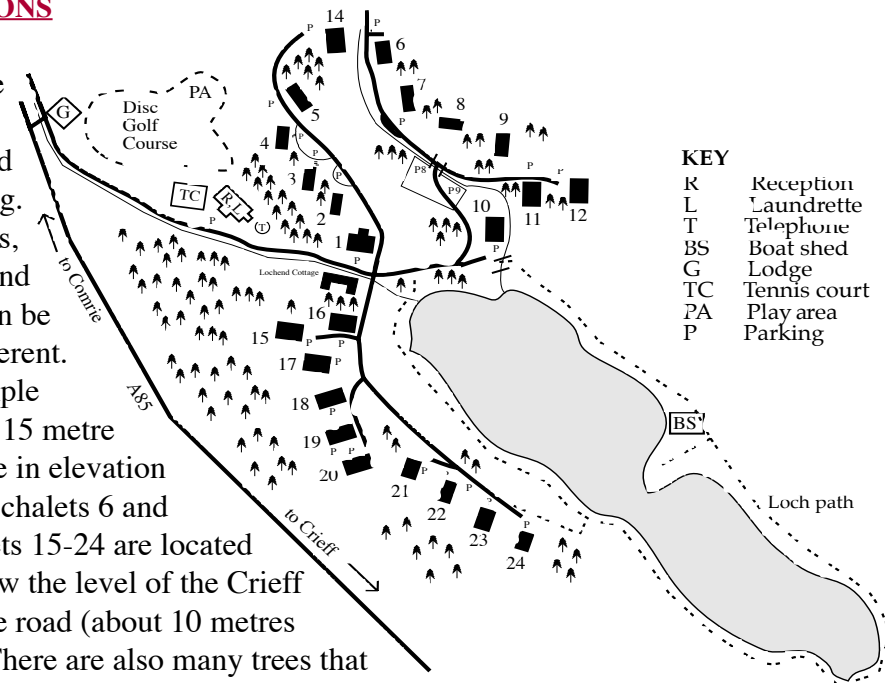 ONS
e
d
g.
s,
nd
n be
erent.
ple
15 metre
e in elevation
chalets 6 and
ts 15-24 are located
w the level of the Crieff
e road (about 10 metres
There are also many trees that
G
Disc
Golf
Course
PA
TC
R,L
T
P
14
P
P
5
4
P
3
P
2
1
P
P
6
7
P
8
9
P
P8
P9
10
11
12
P
Lochend Cottage
16
15
P
P
17
18
P
19
P
P
20
P
21
22
P
23
P
24
to Comrie
A85
to Crieff
BS
Loch path
KEY
R Reception
L Laundrette
T Telephone
BS Boat shed
G Lodge
TC Tennis court
PA Play area
P Parking